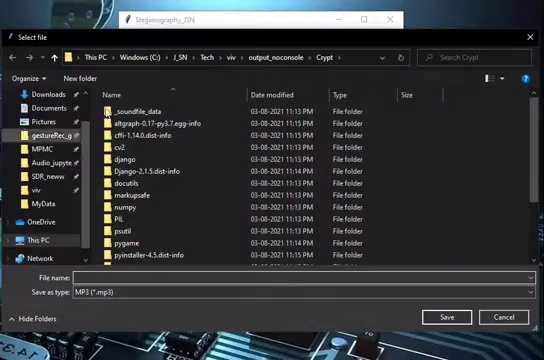 Steganography_JSN
Select file
This PC > Windows (C:) > J_SN > Tech > viv > output_noconsole > Crypt >
Search Crypt
Organize
New folder
Name
Date modified
Type
Size
Downloads
Documents
Pictures
gestureRec_g
MPMC
Audio_jupyte
SDR_neww
viv
MyData
OneDrive
This PC
Network
_soundfile_data 03-08-2021 11:13 PM File folder
altgraph-0.17-py3.7.egg-info 03-08-2021 11:14 PM File folder
cffi-1.14.0.dist-info 03-08-2021 11:13 PM File folder
cv2 03-08-2021 11:13 PM File folder
django 03-08-2021 11:13 PM File folder
Django-2.1.5.dist-info 03-08-2021 11:14 PM File folder
docutils 03-08-2021 11:13 PM File folder
markupsafe 03-08-2021 11:13 PM File folder
numpy 03-08-2021 11:13 PM File folder
PIL 03-08-2021 11:13 PM File folder
psutil 03-08-2021 11:13 PM File folder
pygame 03-08-2021 11:14 PM File folder
pyinstaller-4.5.dist-info 03-08-2021 11:13 PM File folder
File name:
Save as type: MP3 (*.mp3)
Hide Folders
Save
Cancel